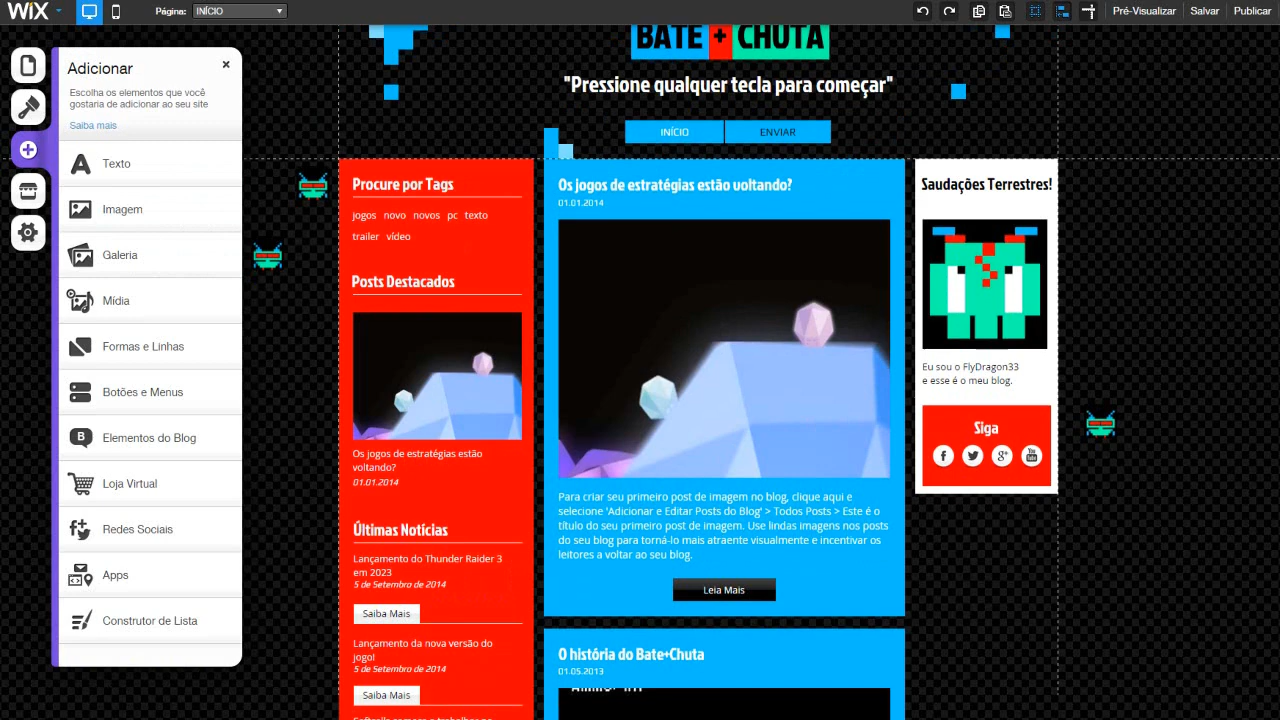 WiX
Página:
INÍCIO
Pré-Visualizar
Salvar
Publicar
Adicionar
Escolha os elementos que você
gostaria de adicionar ao seu site
Saiba mais
Texto
Imagem
Galeria
Mídia
Formas e Linhas
Botões e Menus
Elementos do Blog
Loja Virtual
Redes Sociais
Apps
Construtor de Lista
BATE + CHUTA
"Pressione qualquer tecla para começar"
INÍCIO
ENVIAR
Procure por Tags
jogos novo novos pc texto
trailer vídeo
Posts Destacados
Os jogos de estratégias estão
voltando?
01.01.2014
Últimas Notícias
Lançamento do Thunder Raider 3
em 2023
5 de Setembro de 2014
Saiba Mais
Lançamento da nova versão do
jogo!
5 de Setembro de 2014
Saiba Mais
Os jogos de estratégias estão voltando?
01.01.2014
Para criar seu primeiro post de imagem no blog, clique aqui e
selecione 'Adicionar e Editar Posts do Blog' > Todos Posts > Este é o
título do seu primeiro post de imagem. Use lindas imagens nos posts
do seu blog para torná-lo mais atraente visualmente e incentivar os
leitores a voltar ao seu blog.
Leia Mais
O história do Bate+Chuta
01.05.2013
Saudações Terrestres!
Eu sou o FlyDragon33
e esse é o meu blog.
Siga